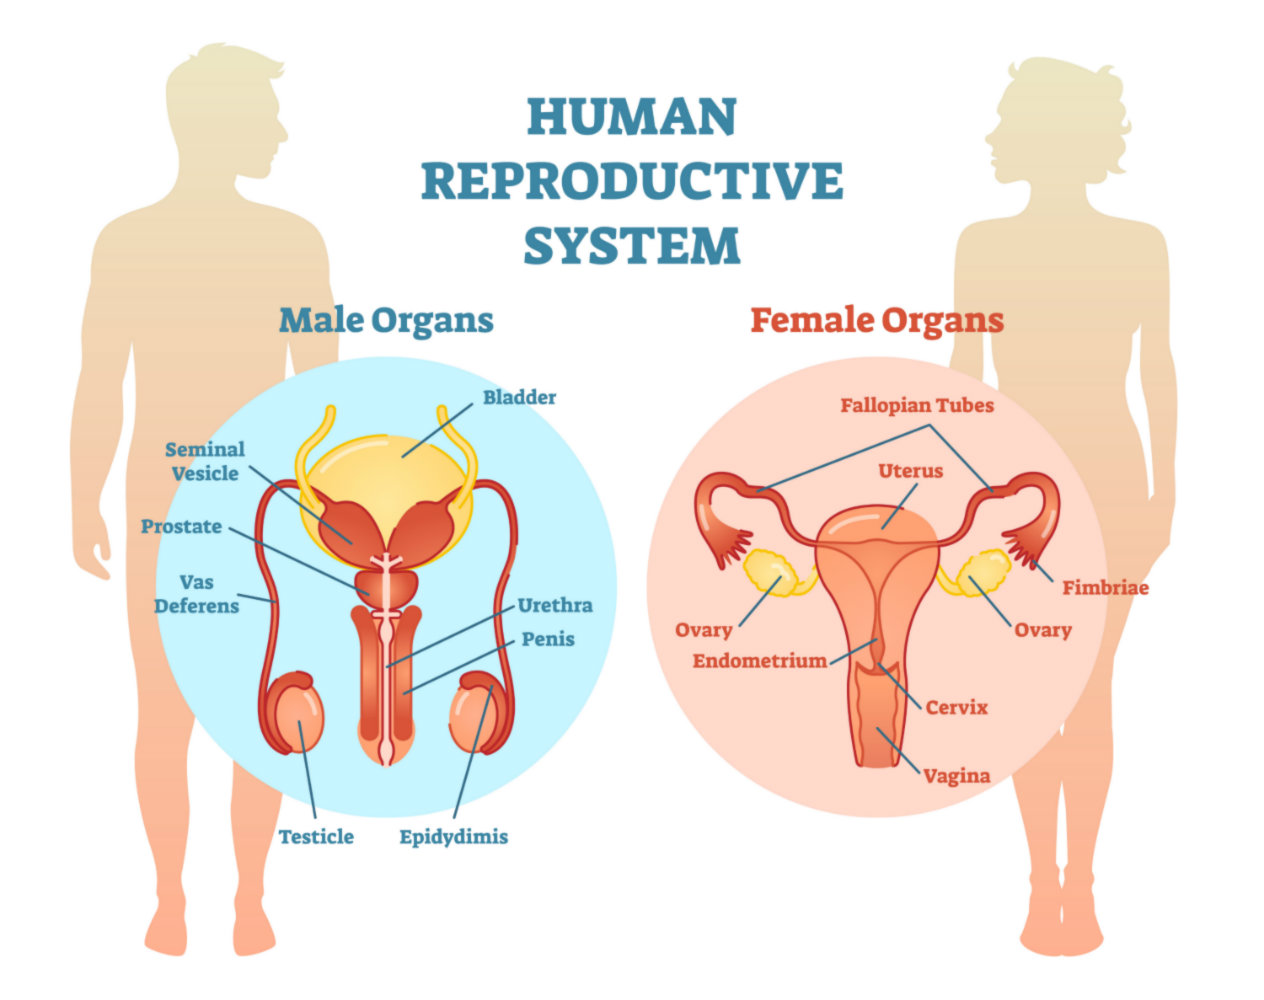 HUMAN
REPRODUCTIVE
SYSTEM
Male Organs
Bladder
Seminal
Vesicle
Prostate
Vas
Deferens
Urethra
Penis
Testicle
Epidydimis
Female Organs
Fallopian Tubes
Uterus
Fimbriae
Ovary
Ovary
Endometrium
Cervix
Vagina